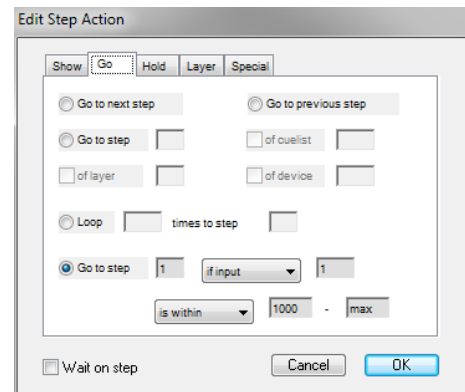 Edit Step Action
Show Go Hold Layer Special
Go to next step Go to previous step
Go to step of cuelist
of layer of device
Loop times to step
Go to step 1 if input 1
is within 1000 - max
Wait on step Cancel OK